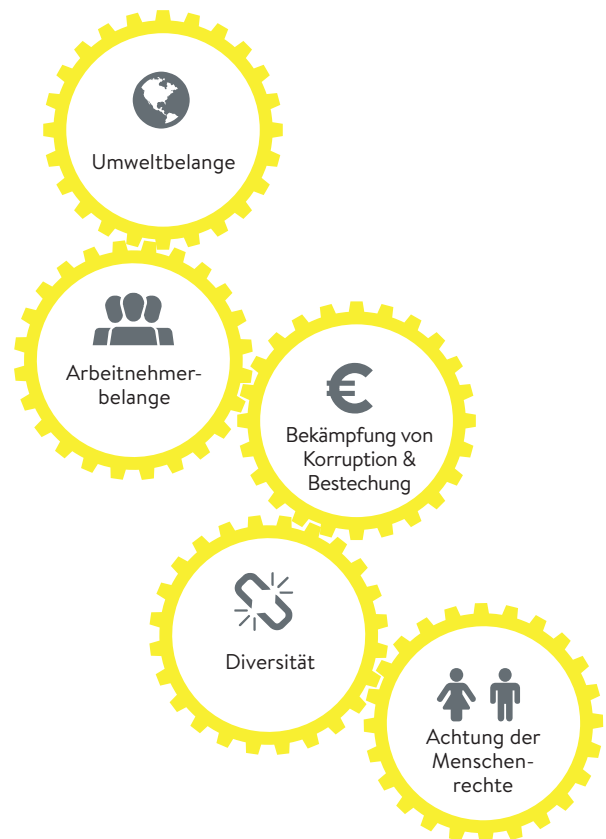 Umweltbelange
Arbeitnehmer-
belange
€
Bekämpfung von
Korruption &
Bestechung
Diversität
Achtung der
Menschen-
rechte